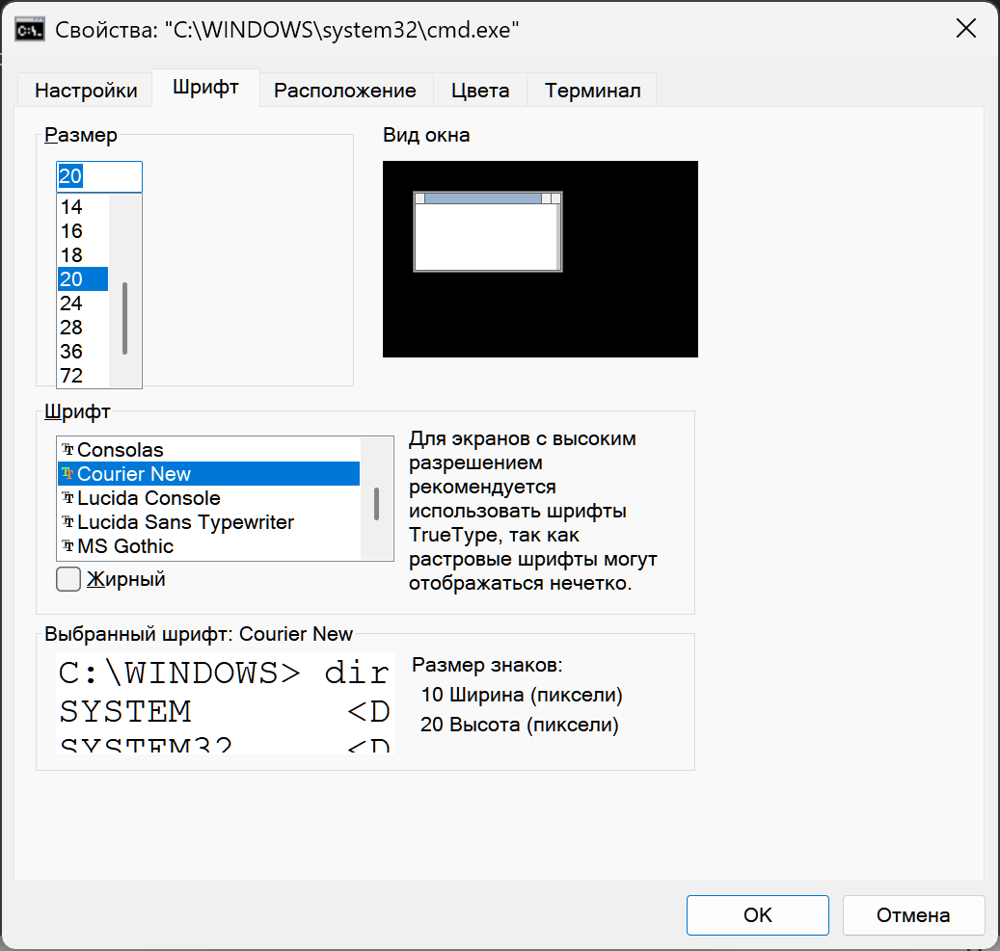 Свойства: "C:\WINDOWS\system32\cmd.exe"
Настройки
Шрифт
Расположение
Цвета
Терминал
Размер
20
14
16
18
20
24
28
36
72
Вид окна
Шрифт
Consolas
Courier New
Lucida Console
Lucida Sans Typewriter
MS Gothic
Жирный
Для экранов с высоким
разрешением
рекомендуется
использовать шрифты
TrueType, так как
растровые шрифты могут
отображаться нечетко.
Выбранный шрифт: Courier New
C:\WINDOWS> dir
SYSTEM <D
SYSTEM32 <D
Размер знаков:
10 Ширина (пиксели)
20 Высота (пиксели)
OK
Отмена